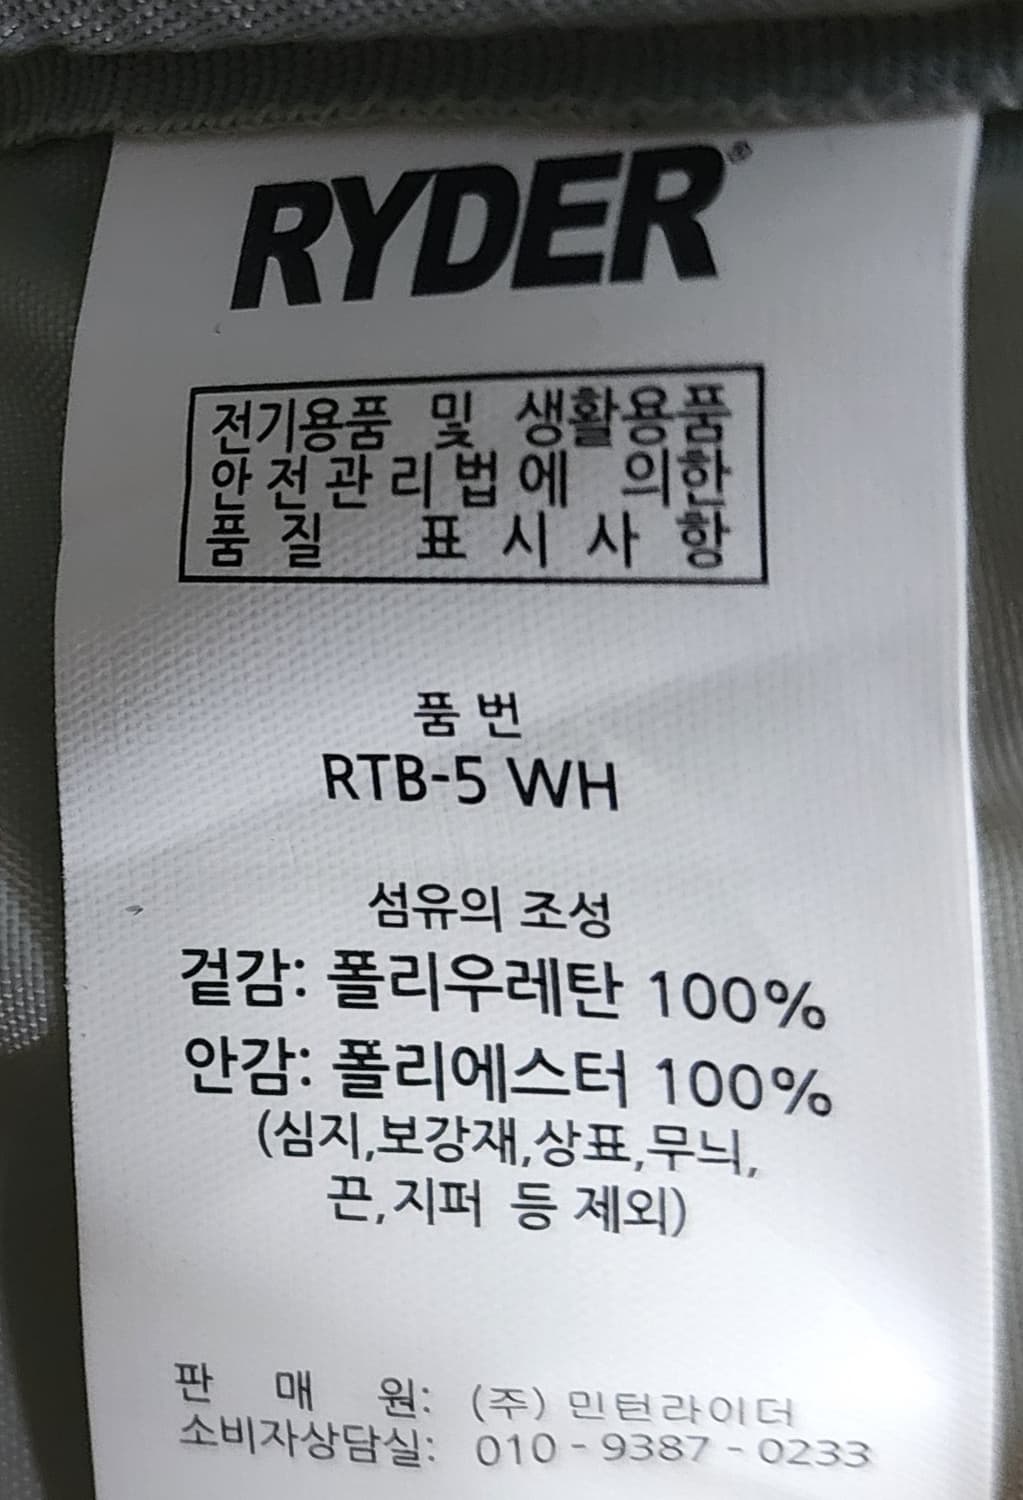 RYDER®
전기용품 및 생활용품
안전관리법에 의한
품질 표시사항
품번
RTB-5 WH
섬유의 조성
겉감: 폴리우레탄 100%
안감: 폴리에스터 100%
(심지,보강재,상표,무늬,
끈,지퍼 등 제외)
판매원: (주) 민턴라이더
소비자상담실: 010-9387-0233